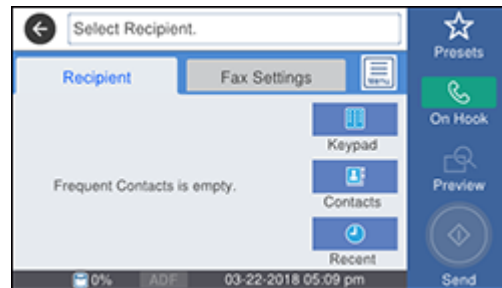 Select Recipient.
Presets
Recipient
Fax Settings
Menu
On Hook
Keypad
Preview
Frequent Contacts is empty.
Contacts
Recent
0%
ADF
03-22-2018 05:09 pm
Send